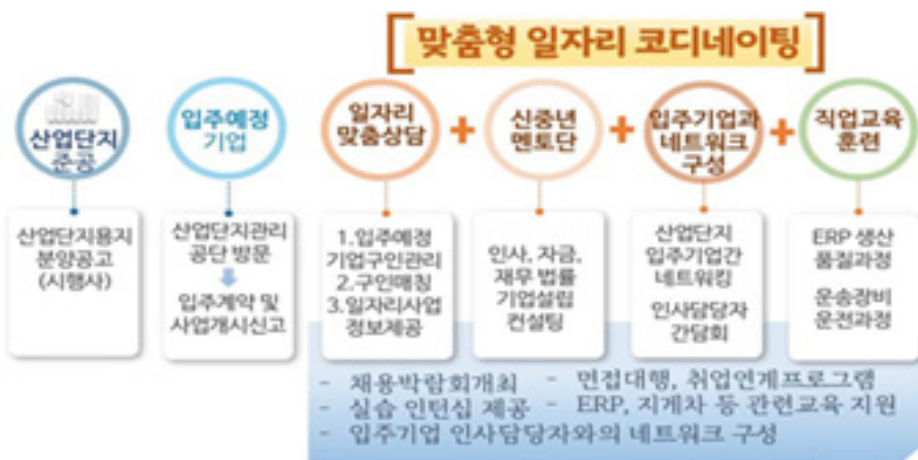 맞춤형 일자리 코디네이팅
산업단지
준공
입주예정
기업
일자리
맞춤상담
+
신중년
멘토단
+
입주기업과
네트워크
구성
+
직업교육
훈련
산업단지용지
분양공고
(시행사)
산업단지관리
공단 방문
입주계약 및
사업개시신고
1.입주예정
기업구인관리
2.구인매칭
3.일자리사업
정보제공
인사, 자금,
재무 법률
기업설립
컨설팅
산업단지
입주기업간
네트워킹
인사담당자
간담회
ERP 생산
품질과정
운송장비
운전과정
- 채용박람회개최 - 면접대행, 취업연계프로그램
- 실습 인턴십 제공 - ERP, 지게차 등 관련교육 지원
- 입주기업 인사담당자와의 네트워크 구성